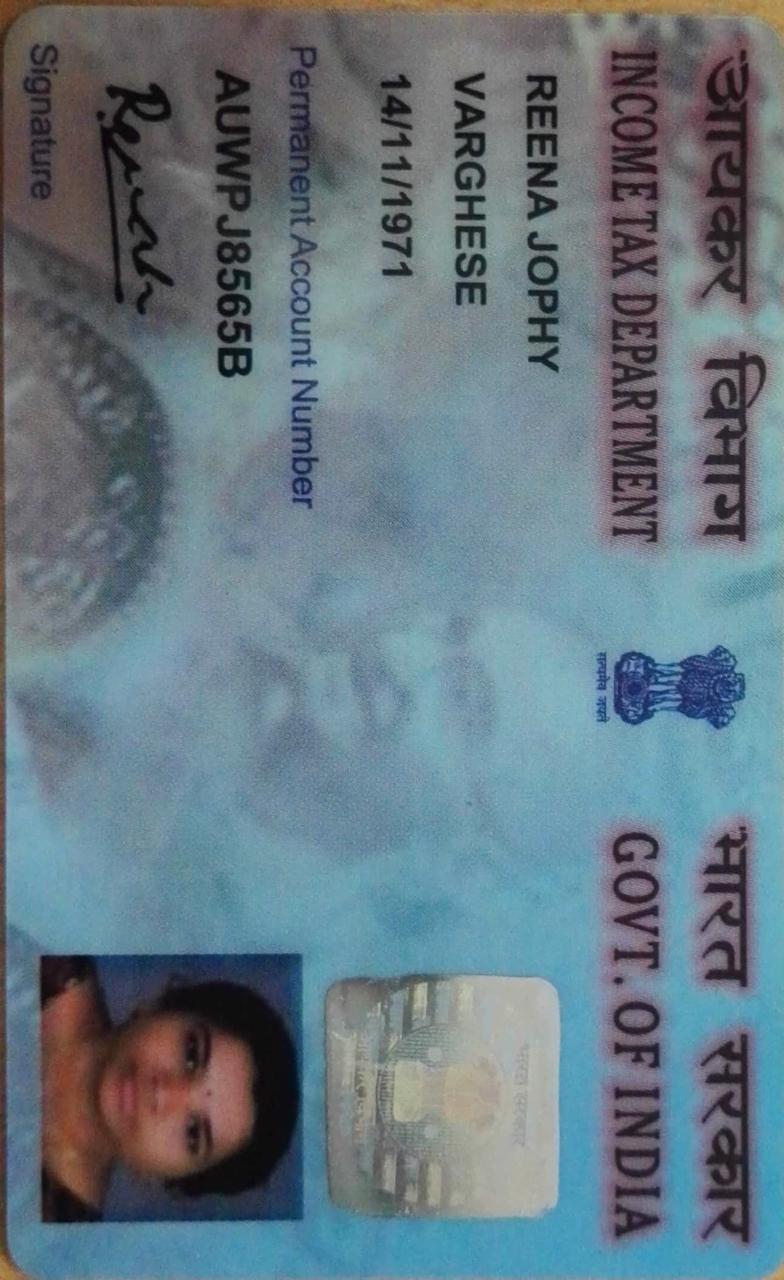 आयकर विभाग
INCOME TAX DEPARTMENT
सत्यमेव जयते
भारत सरकार
GOVT. OF INDIA
REENA JOPHY
VARGHESE
14/11/1971
Permanent Account Number
AUWPJ8565B
Signature
भारत सरकार